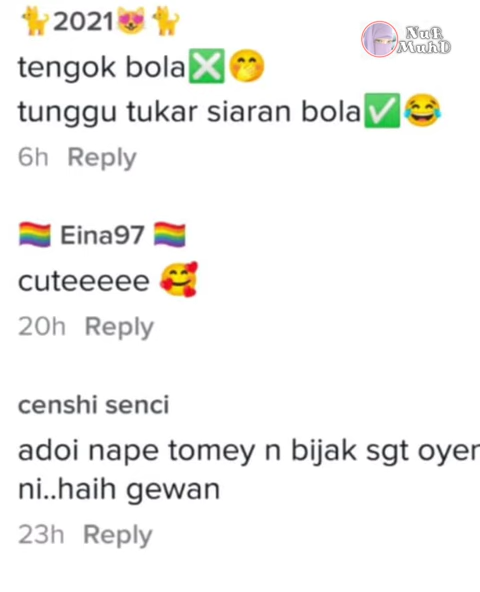 🐈2021😻🐈
NuR
MuhD
tengok bola❎🤭
tunggu tukar siaran bola✅😂
6h Reply
🏳️‍🌈 Eina97 🏳️‍🌈
cuteeeee 🥰
20h Reply
censhi senci
adoi nape tomey n bijak sgt oyer
ni..haih gewan
23h Reply